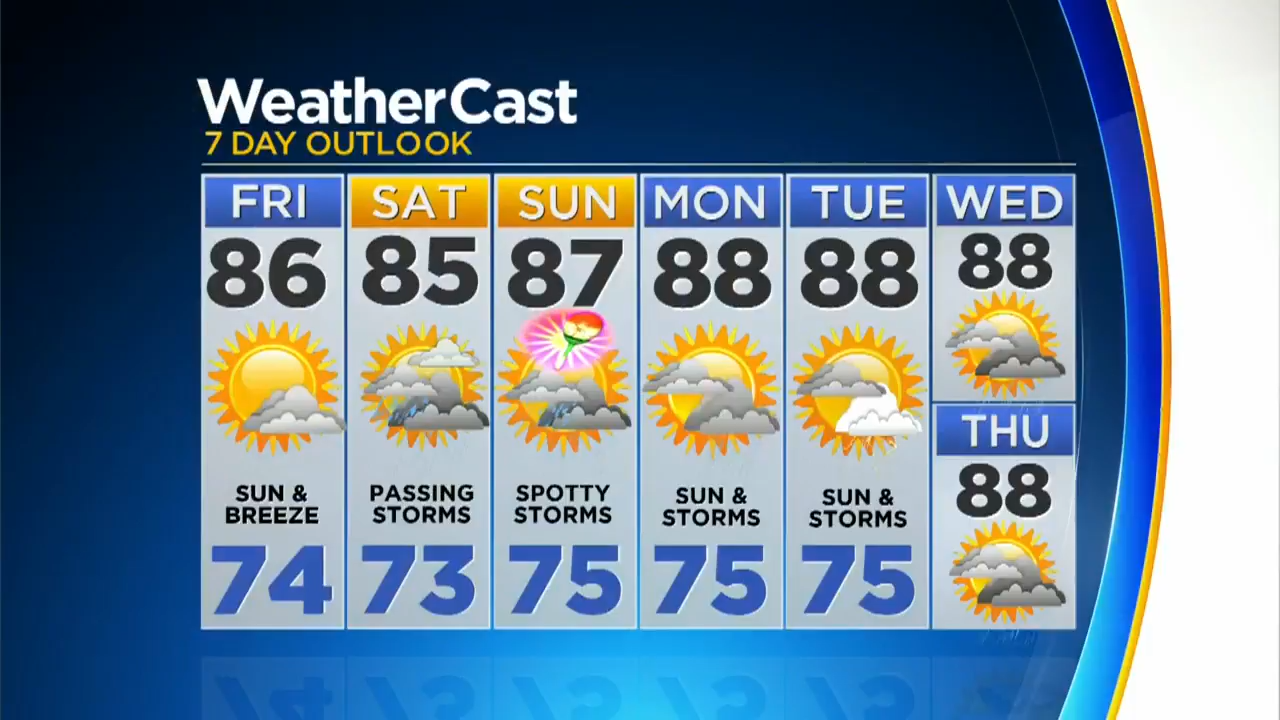 WeatherCast
7 DAY OUTLOOK
FRI
86
SUN &
BREEZE
74
SAT
85
PASSING
STORMS
73
SUN
87
SPOTTY
STORMS
75
MON
88
SUN &
STORMS
75
TUE
88
SUN &
STORMS
75
WED
88
THU
88